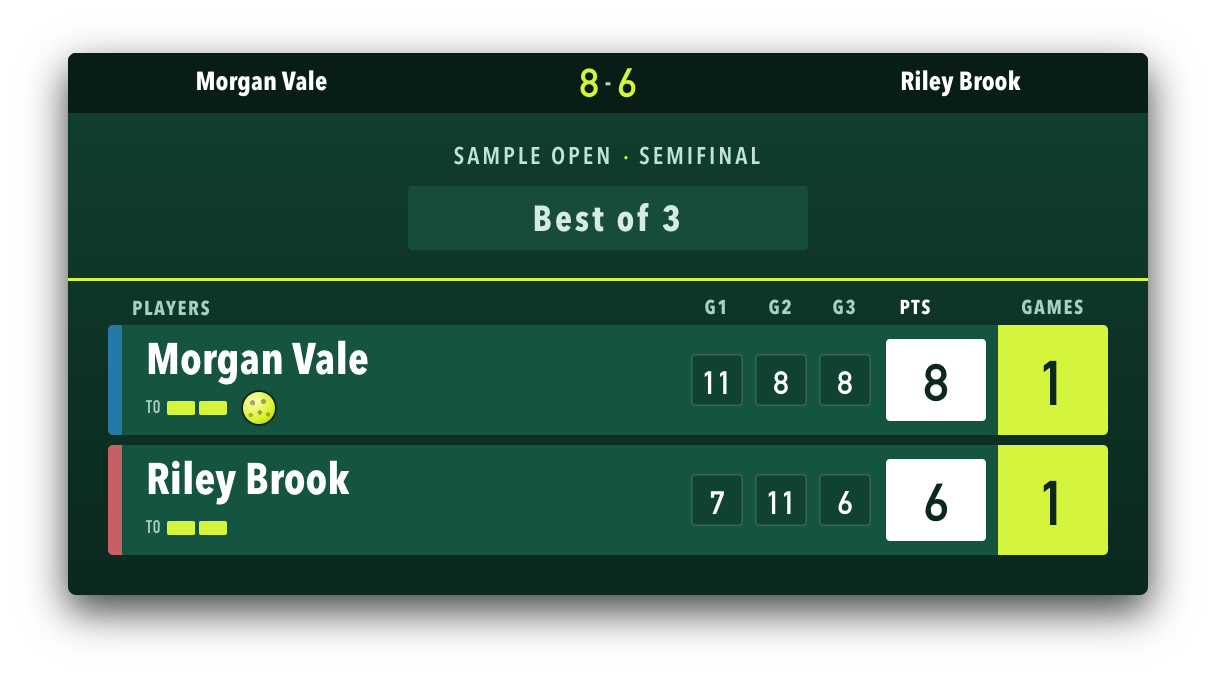 Morgan Vale 8 - 6 Riley Brook
SAMPLE OPEN · SEMIFINAL
Best of 3
PLAYERS G1 G2 G3 PTS GAMES
Morgan Vale 11 8 8 8 1
TO
Riley Brook 7 11 6 6 1
TO